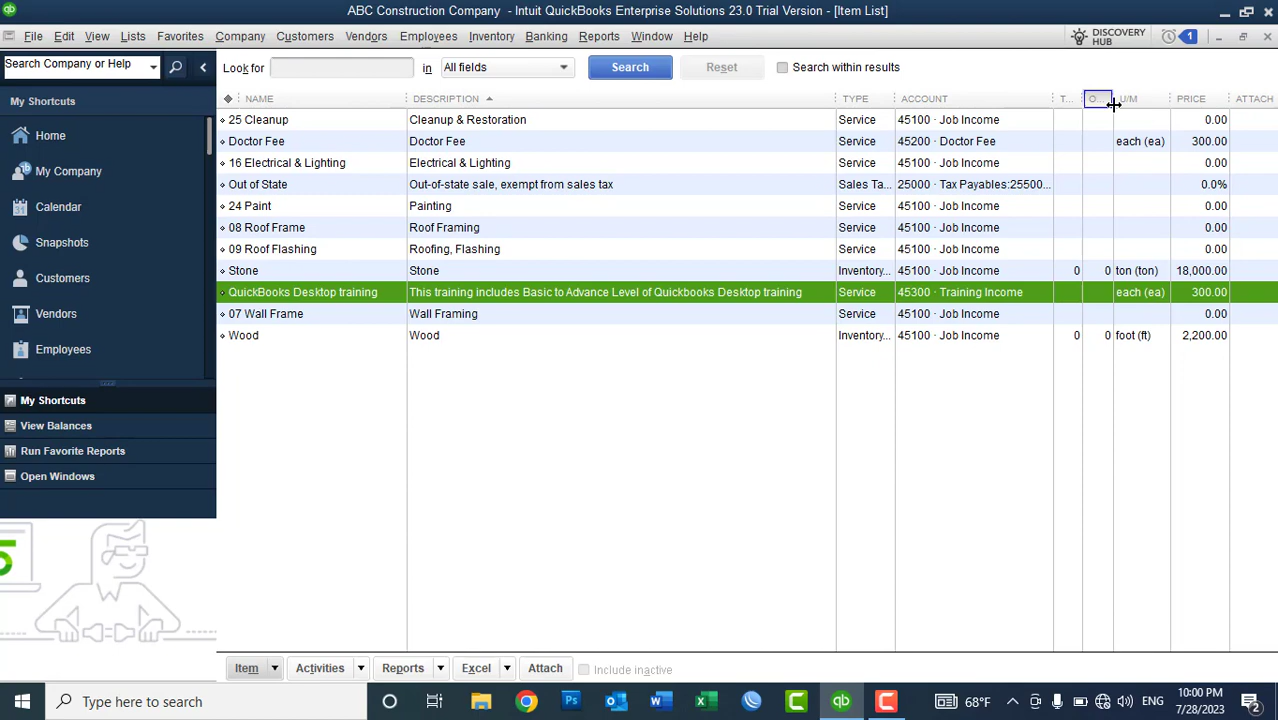 ABC Construction Company - Intuit QuickBooks Enterprise Solutions 23.0 Trial Version - [Item List]
File Edit View Lists Favorites Company Customers Vendors Employees Inventory Banking Reports Window Help DISCOVERY HUB 1
Search Company or Help
My Shortcuts
Home
My Company
Calendar
Snapshots
Customers
Vendors
Employees
My Shortcuts
View Balances
Run Favorite Reports
Open Windows
Look for in All fields Search Reset Search within results
NAME DESCRIPTION TYPE ACCOUNT T... O... U/M PRICE ATTACH
25 Cleanup Cleanup & Restoration Service 45100 · Job Income 0.00
Doctor Fee Doctor Fee Service 45200 · Doctor Fee each (ea) 300.00
16 Electrical & Lighting Electrical & Lighting Service 45100 · Job Income 0.00
Out of State Out-of-state sale, exempt from sales tax Sales Ta... 25000 · Tax Payables:25500... 0.0%
24 Paint Painting Service 45100 · Job Income 0.00
08 Roof Frame Roof Framing Service 45100 · Job Income 0.00
09 Roof Flashing Roofing, Flashing Service 45100 · Job Income 0.00
Stone Stone Inventory... 45100 · Job Income 0 0 ton (ton) 18,000.00
QuickBooks Desktop training This training includes Basic to Advance Level of Quickbooks Desktop training Service 45300 · Training Income each (ea) 300.00
07 Wall Frame Wall Framing Service 45100 · Job Income 0.00
Wood Wood Inventory... 45100 · Job Income 0 0 foot (ft) 2,200.00
Item Activities Reports Excel Attach Include inactive
Type here to search 68°F ENG 10:00 PM
7/28/2023 2